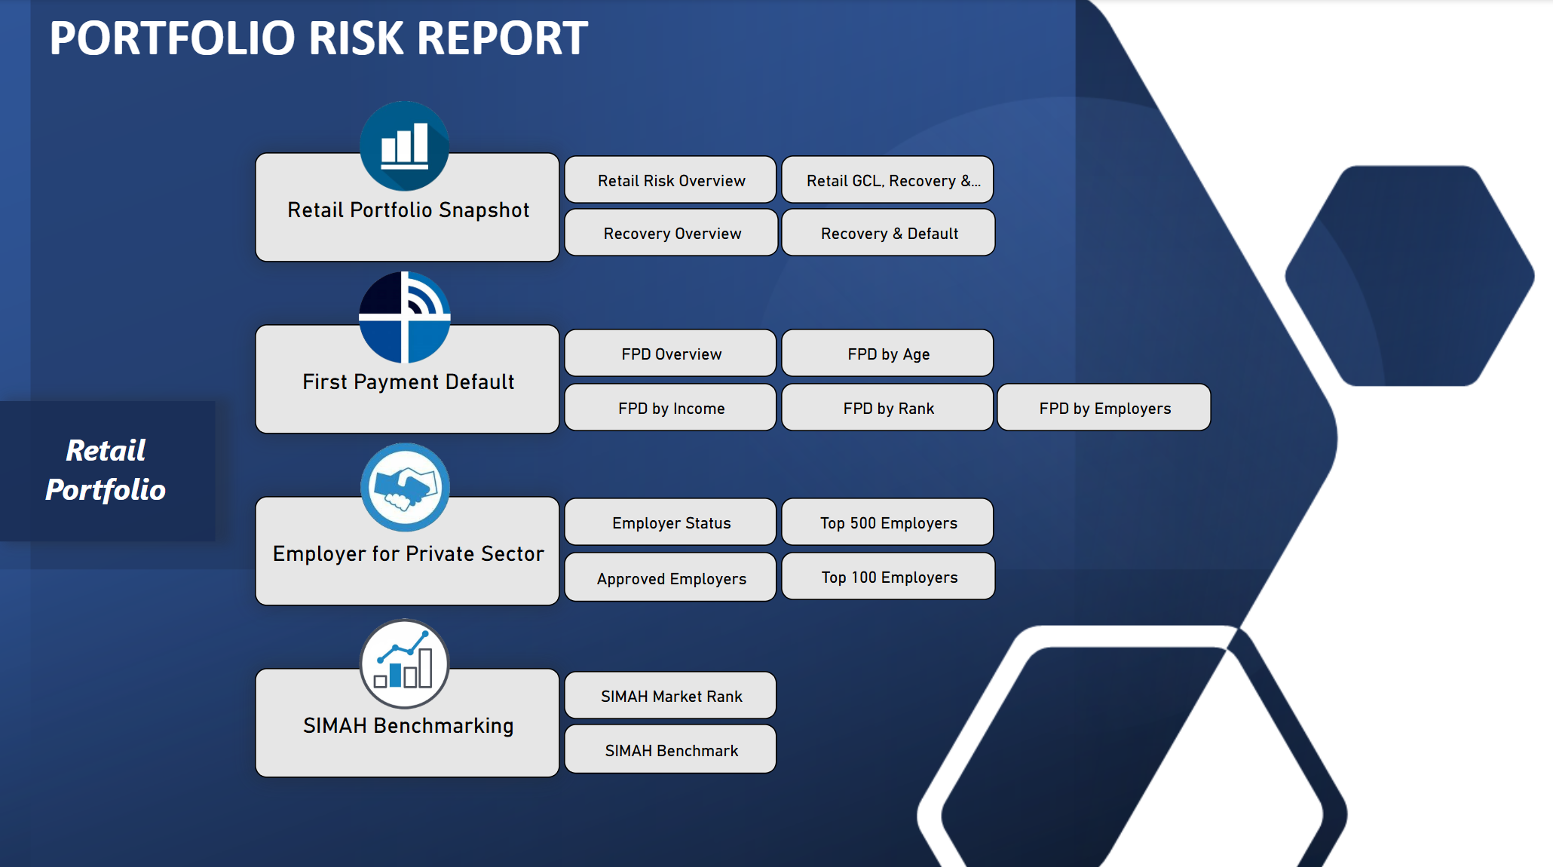 PORTFOLIO RISK REPORT
Retail Portfolio Snapshot
Retail Risk Overview
Retail GCL, Recovery &...
Recovery Overview
Recovery & Default
First Payment Default
FPD Overview
FPD by Age
FPD by Income
FPD by Rank
FPD by Employers
Retail
Portfolio
Employer for Private Sector
Employer Status
Top 500 Employers
Approved Employers
Top 100 Employers
SIMAH Benchmarking
SIMAH Market Rank
SIMAH Benchmark